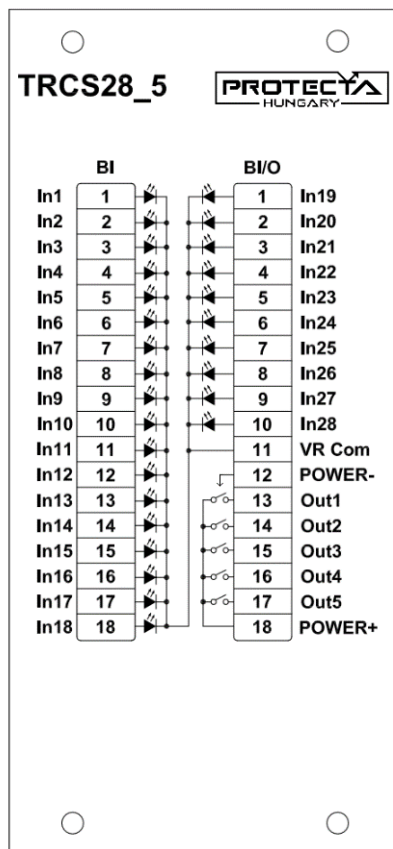 TRCS28_5 PROTECTA
HUNGARY
BI BI/O
In1 1 1 In19
In2 2 2 In20
In3 3 3 In21
In4 4 4 In22
In5 5 5 In23
In6 6 6 In24
In7 7 7 In25
In8 8 8 In26
In9 9 9 In27
In10 10 10 In28
In11 11 11 VR Com
In12 12 12 POWER-
In13 13 13 Out1
In14 14 14 Out2
In15 15 15 Out3
In16 16 16 Out4
In17 17 17 Out5
In18 18 18 POWER+